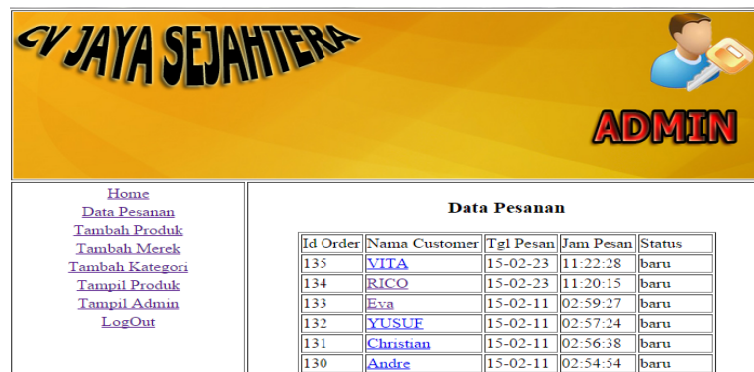 CV JAYA SEJAHTERA
ADMIN
Home
Data Pesanan
Tambah Produk
Tambah Merek
Tambah Kategori
Tampil Produk
Tampil Admin
LogOut
Data Pesanan
Id Order Nama Customer Tgl Pesan Jam Pesan Status
135 VITA 15-02-23 11:22:28 baru
134 RICO 15-02-23 11:20:15 baru
133 Eva 15-02-11 02:59:27 baru
132 YUSUF 15-02-11 02:57:24 baru
131 Christian 15-02-11 02:56:38 baru
130 Andre 15-02-11 02:54:54 baru